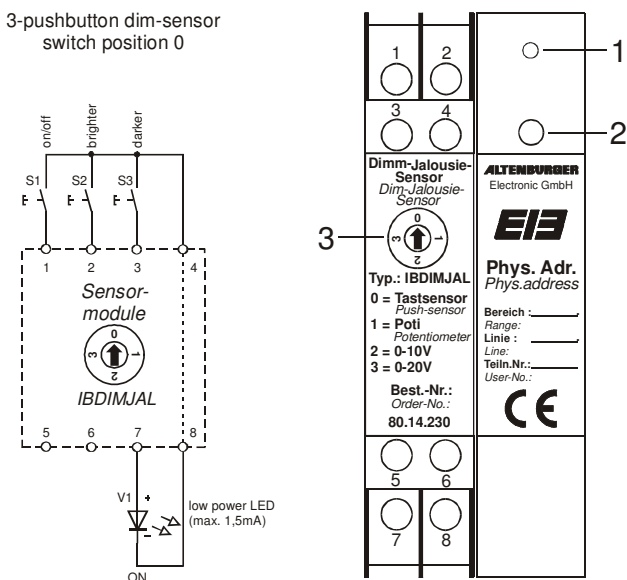 3-pushbutton dim-sensor
switch position 0
on/off
brighter
darker
S1 S2 S3
1 2 3 4
Sensor-
module
0
3 1
2
IBDIMJAL
5 6 7 8
V1 +
-
low power LED
(max. 1,5mA)
ON
1 2
3 4
Dimm-Jalousie-
Sensor
Dim-Jalousie-
Sensor
0
3 1
2
Typ.: IBDIMJAL
0 = Tastsensor
Push-sensor
1 = Poti
Potentiometer
2 = 0-10V
3 = 0-20V
Best.-Nr.:
Order-No.:
80.14.230
5 6
7 8
ALTENBURGER
Electronic GmbH
EIB
Phys. Adr.
Phys.address
Bereich :
Range:
Linie :
Line:
Teiln.Nr.:
User-No.:
CE
1
2
3